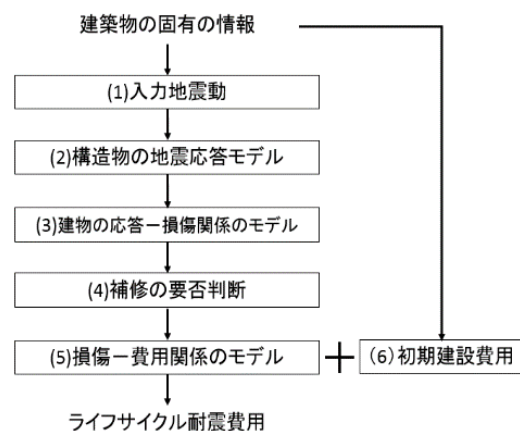 建築物の固有の情報
(1)入力地震動
(2)構造物の地震応答モデル
(3)建物の応答－損傷関係のモデル
(4)補修の要否判断
(5)損傷－費用関係のモデル
＋
(6)初期建設費用
ライフサイクル耐震費用